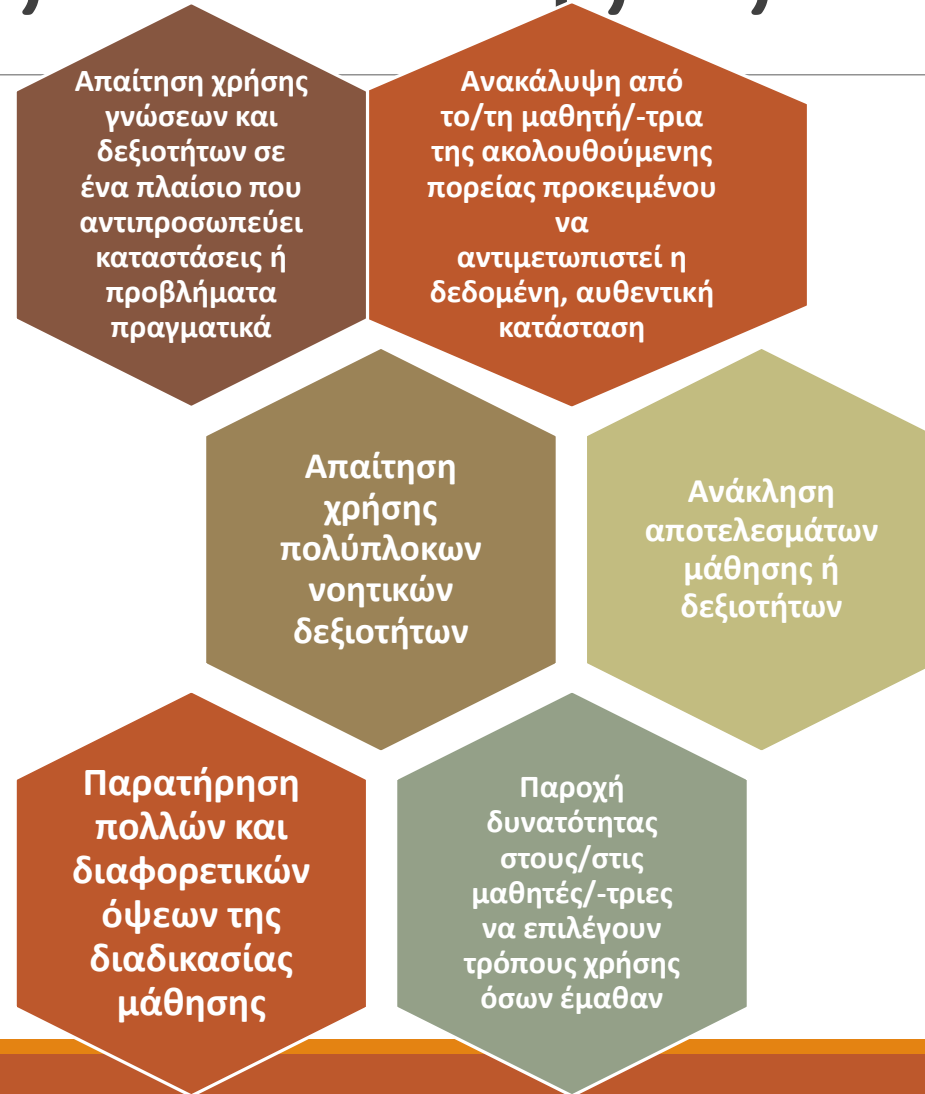 Απαίτηση χρήσης
γνώσεων και
δεξιοτήτων σε
ένα πλαίσιο που
αντιπροσωπεύει
καταστάσεις ή
προβλήματα
πραγματικά
Ανακάλυψη από
το/τη μαθητή/-τρια
της ακολουθούμενης
πορείας προκειμένου
να
αντιμετωπιστεί η
δεδομένη, αυθεντική
κατάσταση
Απαίτηση
χρήσης
πολύπλοκων
νοητικών
δεξιοτήτων
Ανάκληση
αποτελεσμάτων
μάθησης ή
δεξιοτήτων
Παρατήρηση
πολλών και
διαφορετικών
όψεων της
διαδικασίας
μάθησης
Παροχή
δυνατότητας
στους/στις
μαθητές/-τριες
να επιλέγουν
τρόπους χρήσης
όσων έμαθαν